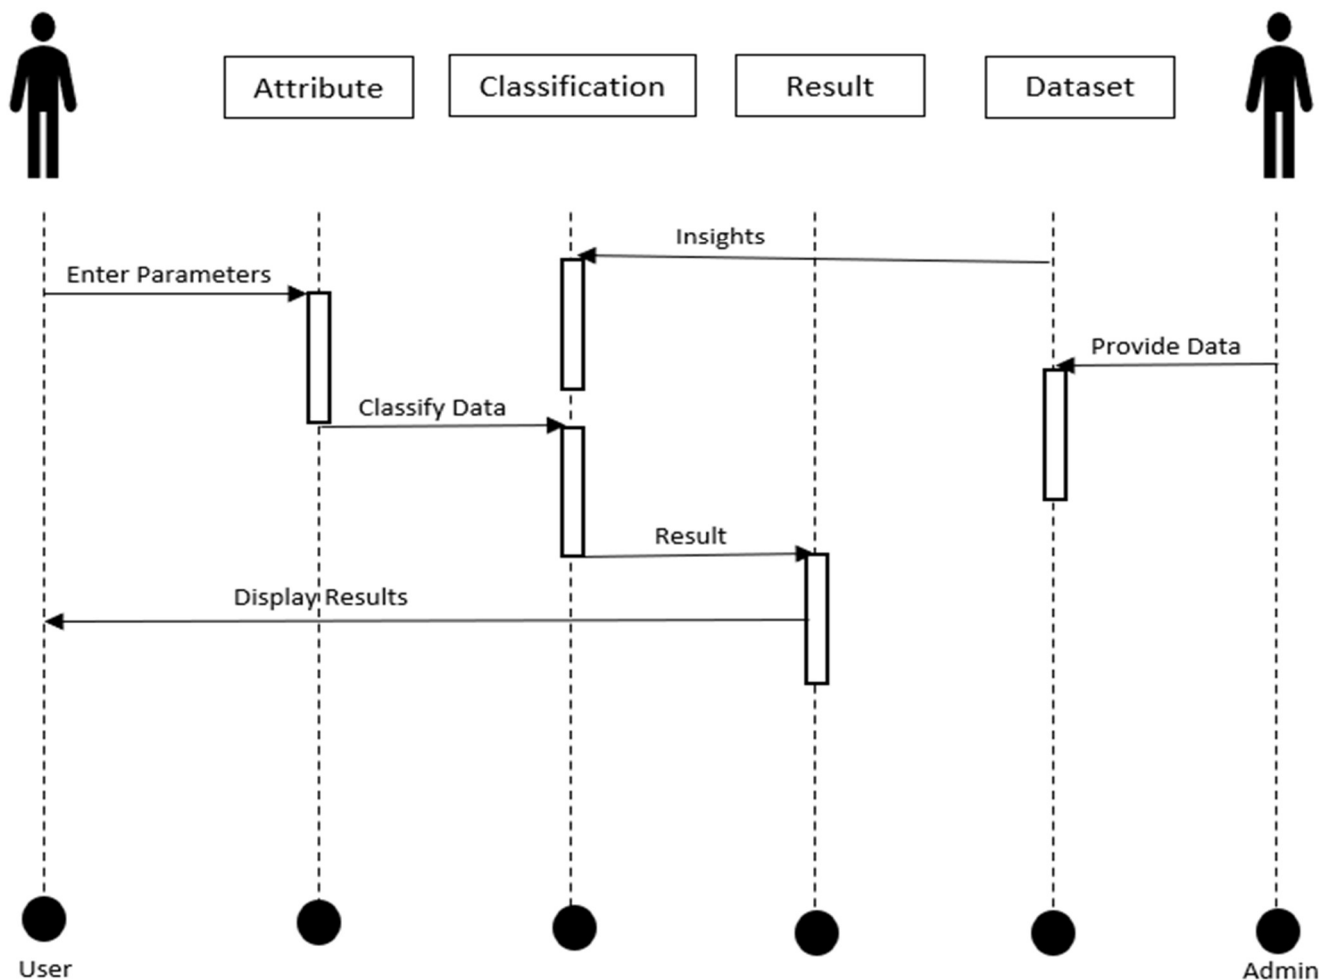 Attribute
Classification
Result
Dataset
Insights
Enter Parameters
Provide Data
Classify Data
Result
Display Results
User
Admin